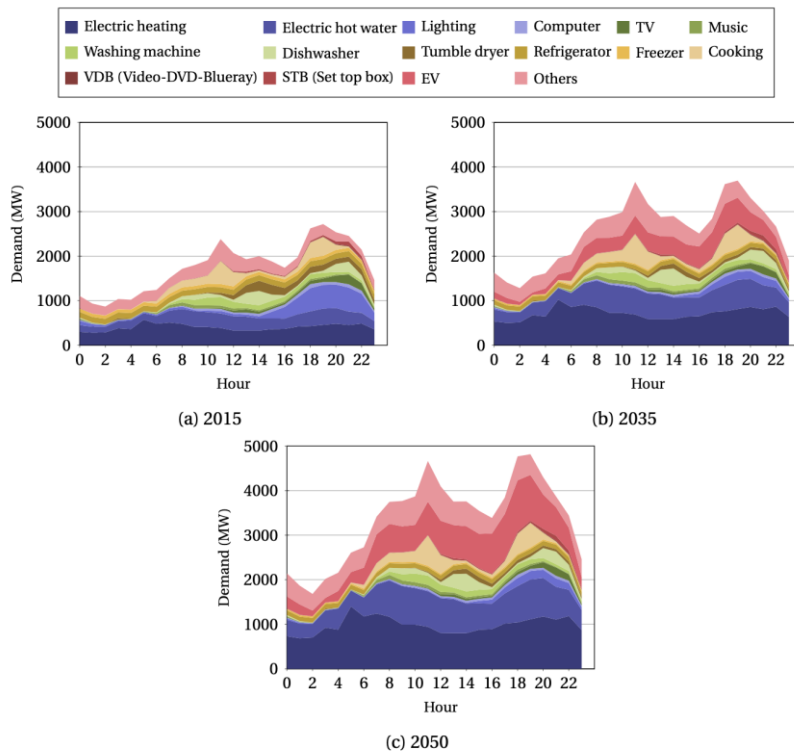 Electric heating Electric hot water Lighting Computer TV Music
Washing machine Dishwasher Tumble dryer Refrigerator Freezer Cooking
VDB (Video-DVD-Blueray) STB (Set top box) EV Others
5000 5000
4000 4000
3000 3000
Demand (MW) Demand (MW)
2000 2000
1000 1000
0 0
0 2 4 6 8 10 12 14 16 18 20 22 0 2 4 6 8 10 12 14 16 18 20 22
Hour Hour
(a) 2015 (b) 2035
5000
4000
3000
Demand (MW)
2000
1000
0
0 2 4 6 8 10 12 14 16 18 20 22
Hour
(c) 2050